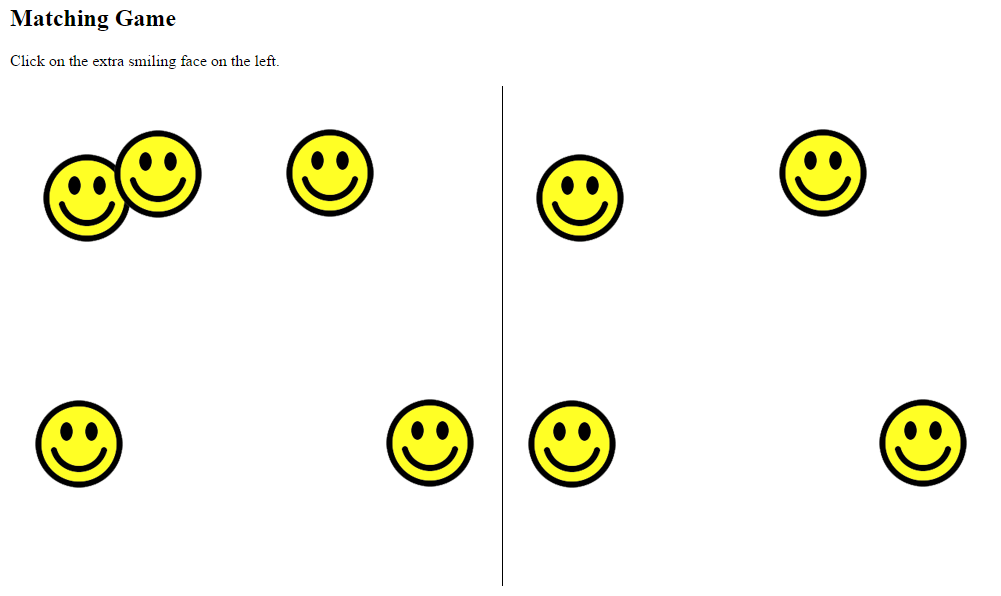 Matching Game
Click on the extra smiling face on the left.